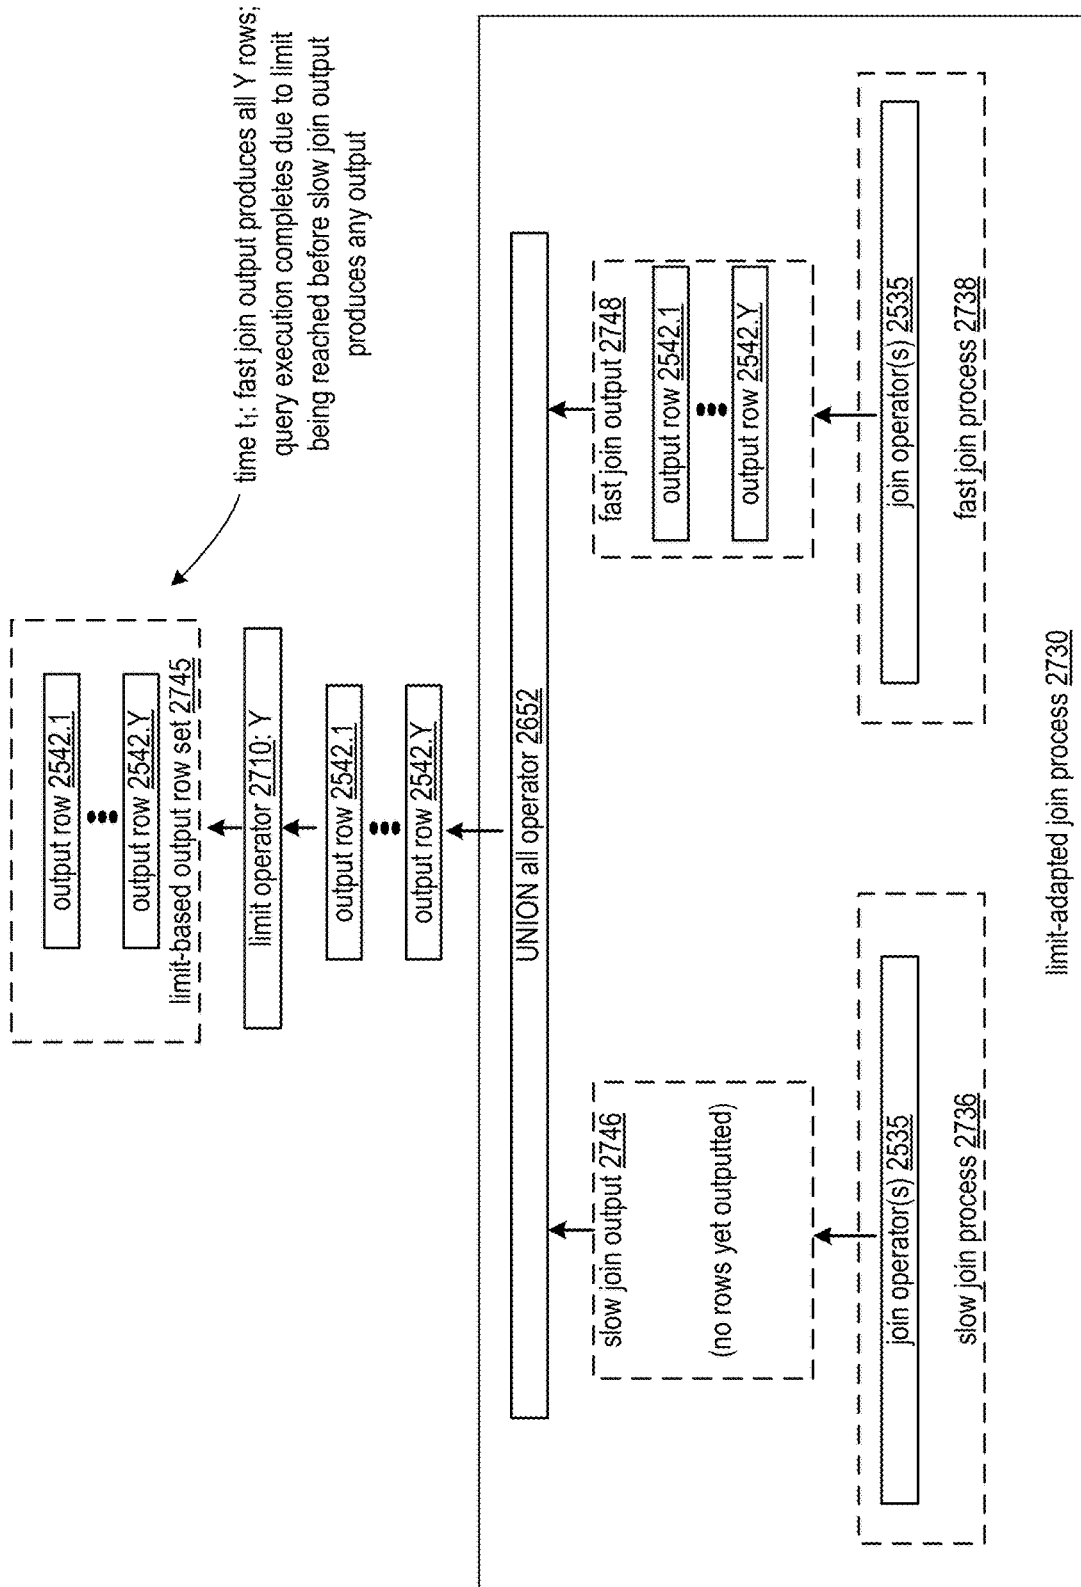 time t1: fast join output produces all Y rows;
query execution completes due to limit
being reached before slow join output
produces any output
output row 2542.1
output row 2542.Y
limit-based output row set 2745
limit operator 2710: Y
output row 2542.1
output row 2542.Y
UNION all operator 2652
slow join output 2746
(no rows yet outputted)
fast join output 2748
output row 2542.1
output row 2542.Y
join operator(s) 2535
slow join process 2736
join operator(s) 2535
fast join process 2738
limit-adapted join process 2730